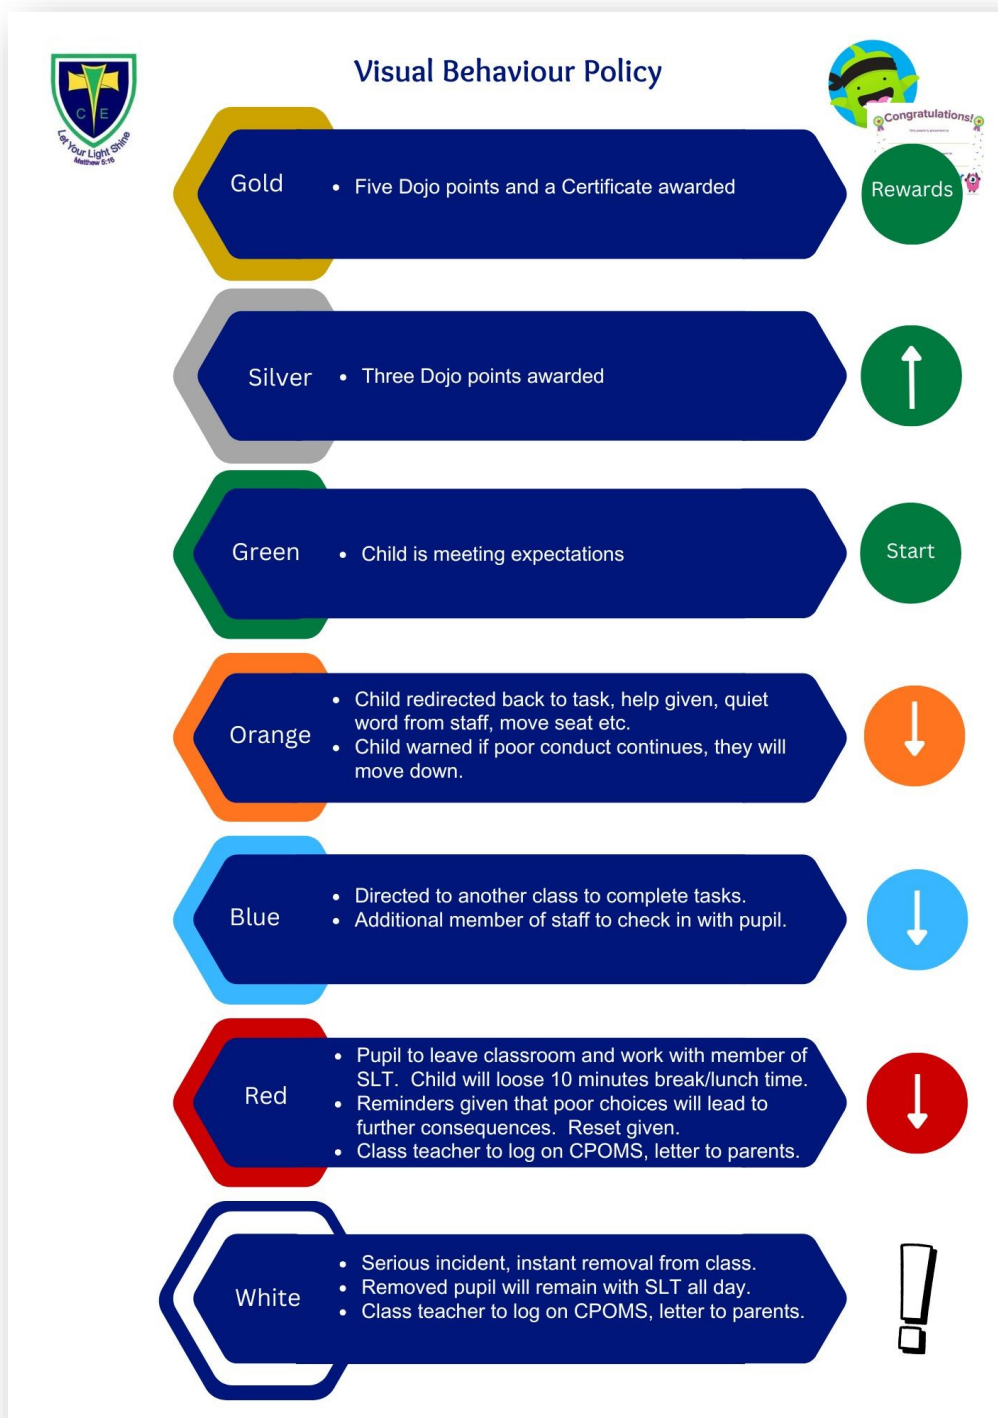 Visual Behaviour Policy
C E
Let Your Light Shine
Matthew 5:16
Congratulations!
Gold
• Five Dojo points and a Certificate awarded
Rewards
Silver
• Three Dojo points awarded
Green
• Child is meeting expectations
Start
Orange
• Child redirected back to task, help given, quiet
word from staff, move seat etc.
• Child warned if poor conduct continues, they will
move down.
Blue
• Directed to another class to complete tasks.
• Additional member of staff to check in with pupil.
Red
• Pupil to leave classroom and work with member of
SLT.  Child will loose 10 minutes break/lunch time.
• Reminders given that poor choices will lead to
further consequences.  Reset given.
• Class teacher to log on CPOMS, letter to parents.
White
• Serious incident, instant removal from class.
• Removed pupil will remain with SLT all day.
• Class teacher to log on CPOMS, letter to parents.